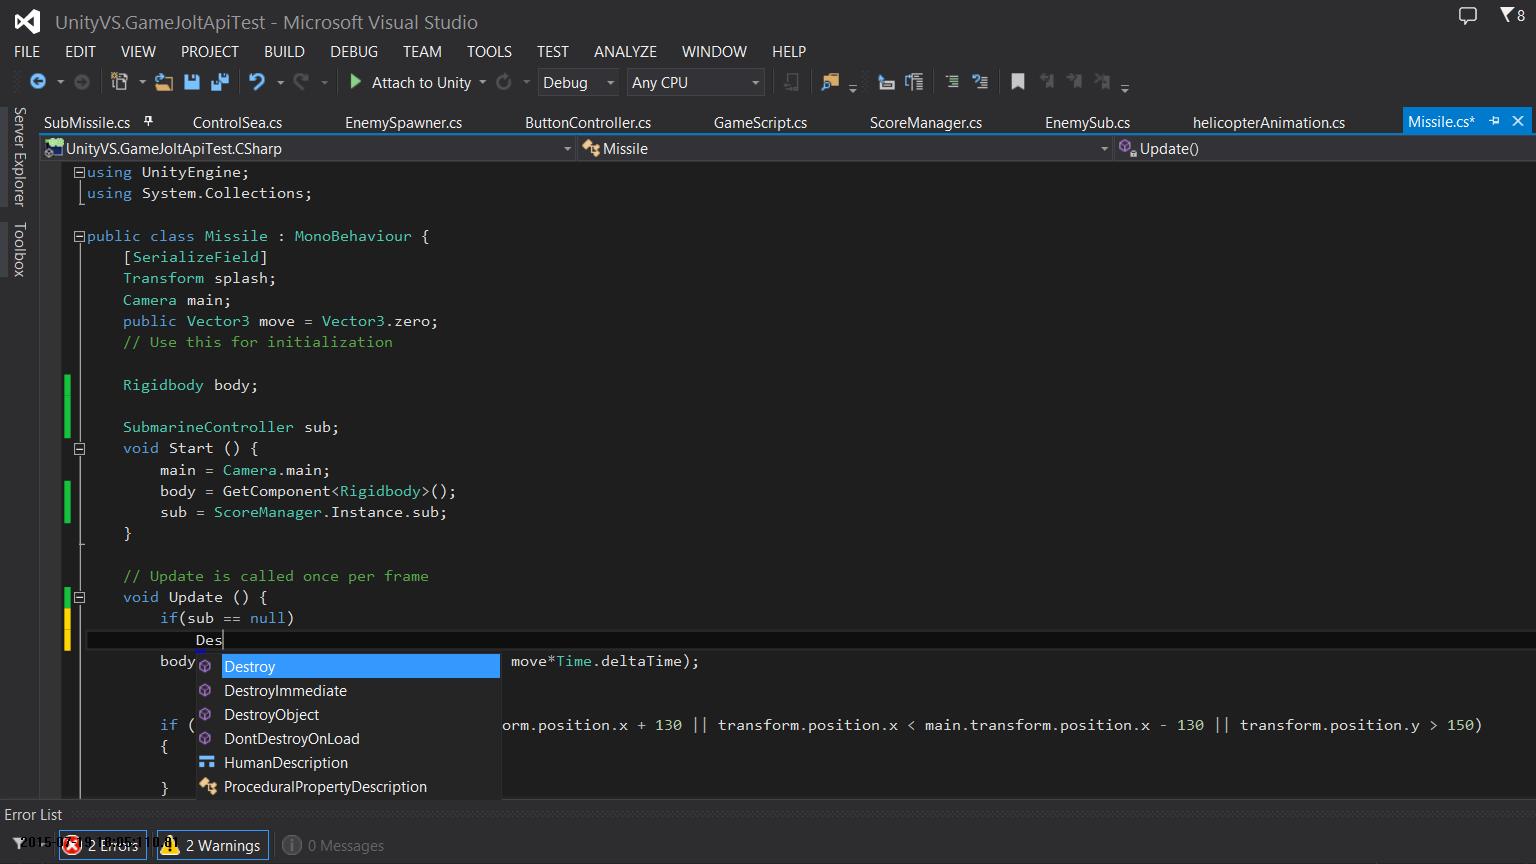 UnityVS.GameJoltApiTest - Microsoft Visual Studio
8
FILE EDIT VIEW PROJECT BUILD DEBUG TEAM TOOLS TEST ANALYZE WINDOW HELP
Attach to Unity Debug Any CPU
Server Explorer
Toolbox
SubMissile.cs ControlSea.cs EnemySpawner.cs ButtonController.cs GameScript.cs ScoreManager.cs EnemySub.cs helicopterAnimation.cs Missile.cs*
UnityVS.GameJoltApiTest.CSharp Missile Update()
using UnityEngine;
using System.Collections;
public class Missile : MonoBehaviour {
[SerializeField]
Transform splash;
Camera main;
public Vector3 move = Vector3.zero;
// Use this for initialization
Rigidbody body;
SubmarineController sub;
void Start () {
main = Camera.main;
body = GetComponent<Rigidbody>();
sub = ScoreManager.Instance.sub;
}
// Update is called once per frame
void Update () {
if(sub == null)
Des
body move*Time.deltaTime);
Destroy
DestroyImmediate
DestroyObject
if ( orm.position.x + 130 || transform.position.x < main.transform.position.x - 130 || transform.position.y > 150)
DontDestroyOnLoad
{
HumanDescription
} ProceduralPropertyDescription
Error List
2 Errors 2 Warnings 0 Messages